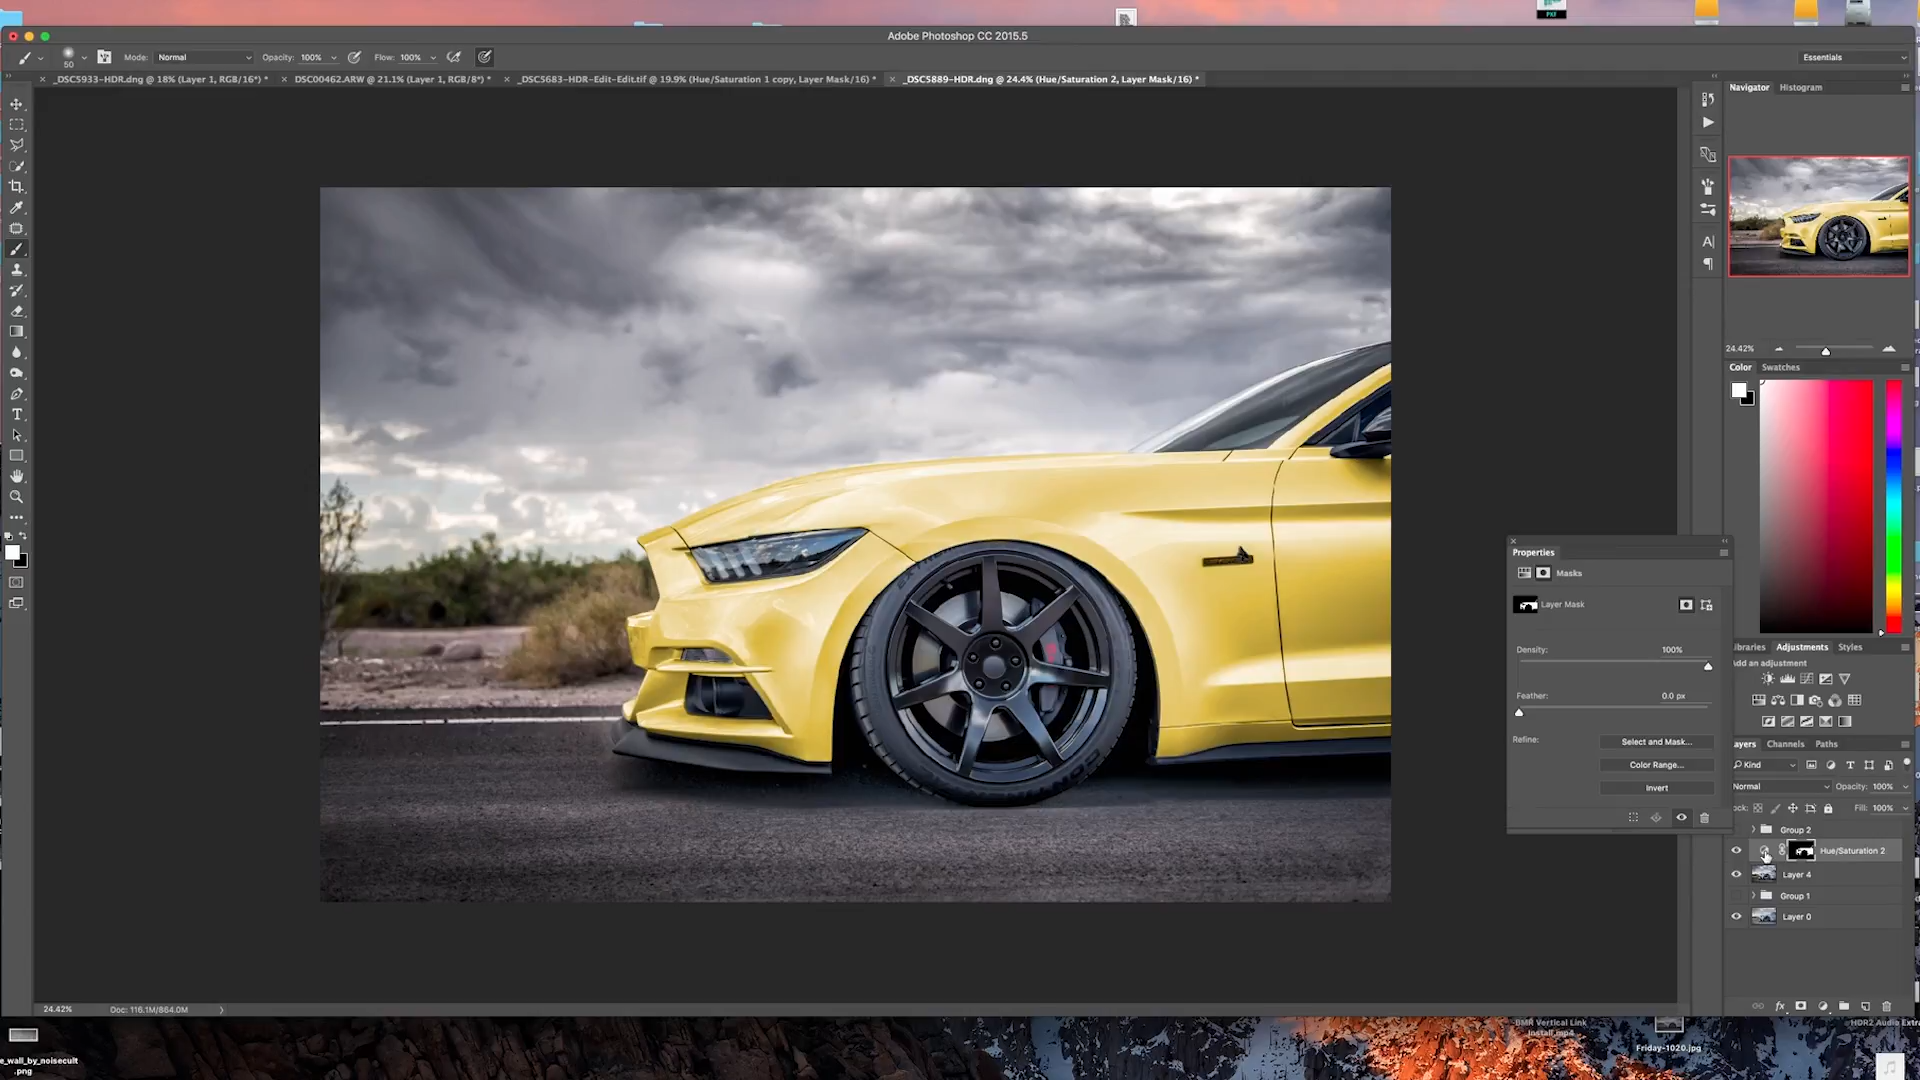 PXF
Adobe Photoshop CC 2015.5
50
Mode: Normal
Opacity: 100%
Flow: 100%
Essentials
_DSC5933-HDR.dng @ 18% (Layer 1, RGB/16*) *
DSC00462.ARW @ 21.1% (Layer 1, RGB/8*) *
_DSC5683-HDR-Edit-Edit.tif @ 19.9% (Hue/Saturation 1 copy, Layer Mask/16) *
_DSC5889-HDR.dng @ 24.4% (Hue/Saturation 2, Layer Mask/16) *
Navigator
Histogram
24.42%
Color
Swatches
Properties
Masks
Layer Mask
Density: 100%
Feather: 0.0 px
Refine:
Select and Mask...
Color Range...
Invert
ibraries
Adjustments
Styles
Add an adjustment
ayers
Channels
Paths
Kind
Normal
Opacity: 100%
ock:
Fill: 100%
Group 2
Hue/Saturation 2
Layer 4
Group 1
Layer 0
24.42%
Doc: 116.1M/864.0M
e_wall_by_noisecult
.png
BMR Vertical Link
Install.mp4
Friday-1020.jpg
HDR2 Audio Extra